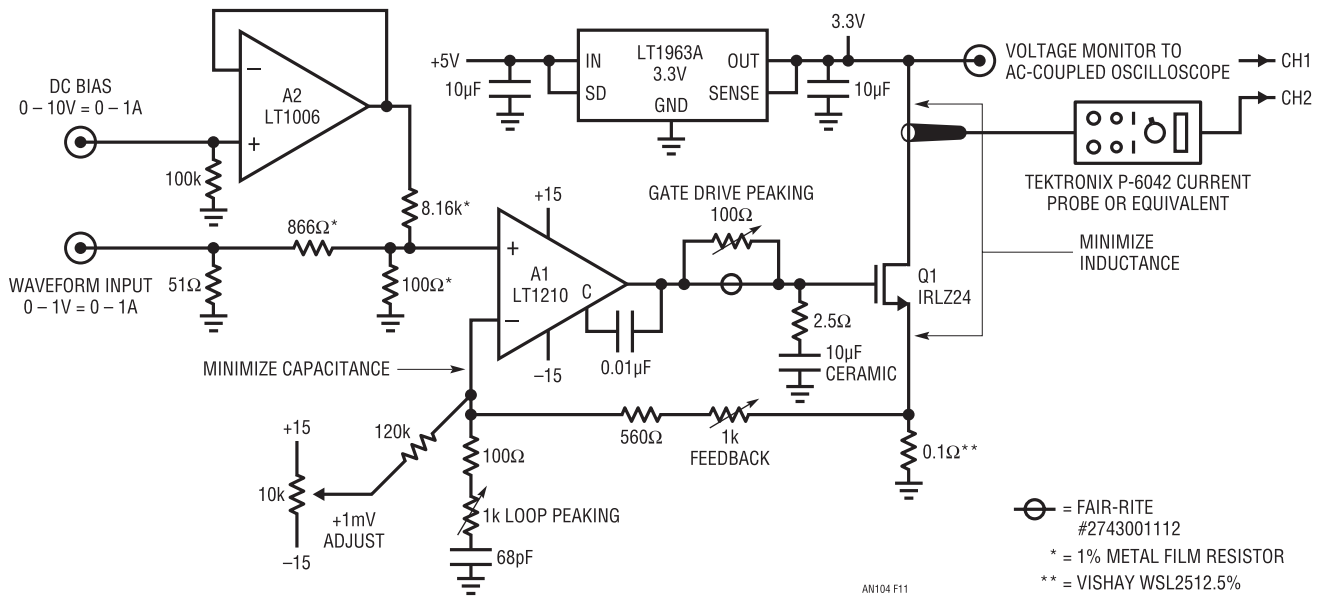 DC BIAS
0 – 10V = 0 – 1A
100k
A2
LT1006
–
+
+5V
10µF
IN
SD
LT1963A
3.3V
GND
OUT
SENSE
3.3V
10µF
VOLTAGE MONITOR TO
AC-COUPLED OSCILLOSCOPE
CH1
CH2
TEKTRONIX P-6042 CURRENT
PROBE OR EQUIVALENT
MINIMIZE
INDUCTANCE
WAVEFORM INPUT
0 – 1V = 0 – 1A
51Ω
866Ω*
8.16k*
100Ω*
+15
+
A1
LT1210
C
–
–15
0.01µF
GATE DRIVE PEAKING
100Ω
2.5Ω
10µF
CERAMIC
Q1
IRLZ24
MINIMIZE CAPACITANCE
560Ω
1k
FEEDBACK
0.1Ω**
120k
+15
10k
–15
+1mV
ADJUST
100Ω
1k LOOP PEAKING
68pF
= FAIR-RITE
#2743001112
* = 1% METAL FILM RESISTOR
** = VISHAY WSL2512.5%
AN104 F11